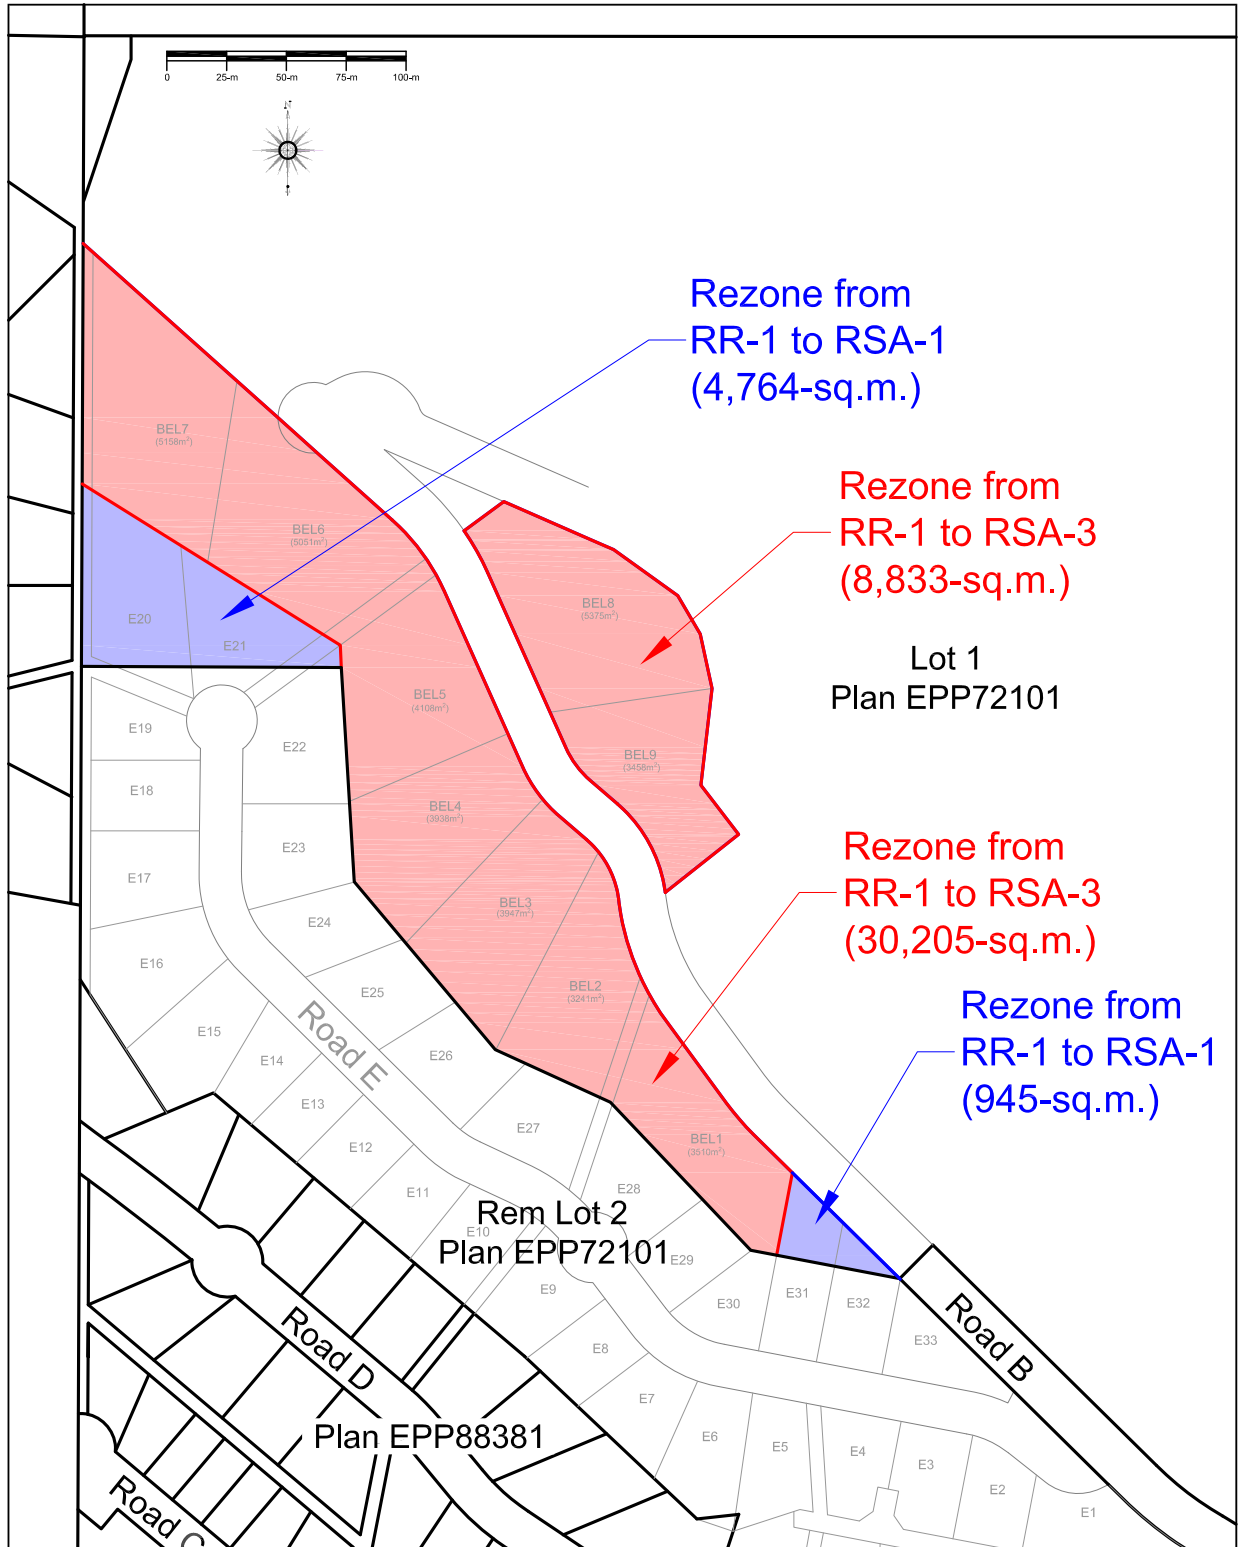 0 25-m 50-m 75-m 100-m
N
Rezone from
RR-1 to RSA-1
(4,764-sq.m.)
BEL7
(5158m²)
BEL6
(5051m²)
Rezone from
RR-1 to RSA-3
(8,833-sq.m.)
BEL8
(5375m²)
E20
E21
Lot 1
Plan EPP72101
BEL5
(4108m²)
E19
E22
BEL9
(3458m²)
E18
BEL4
(3938m²)
E23
Rezone from
RR-1 to RSA-3
(30,205-sq.m.)
E17
BEL3
(3947m²)
E24
E16
E25
BEL2
(3241m²)
Rezone from
RR-1 to RSA-1
(945-sq.m.)
E15
Road E
E14
E26
E13
E27
BEL1
(3510m²)
E12
E11
E28
Rem Lot 2
Plan EPP72101
E10
E29
E9
E30
E31
E32
E33
Road B
Road D
E8
E7
Plan EPP88381
E6
E5
E4
E3
E2
E1
Road C